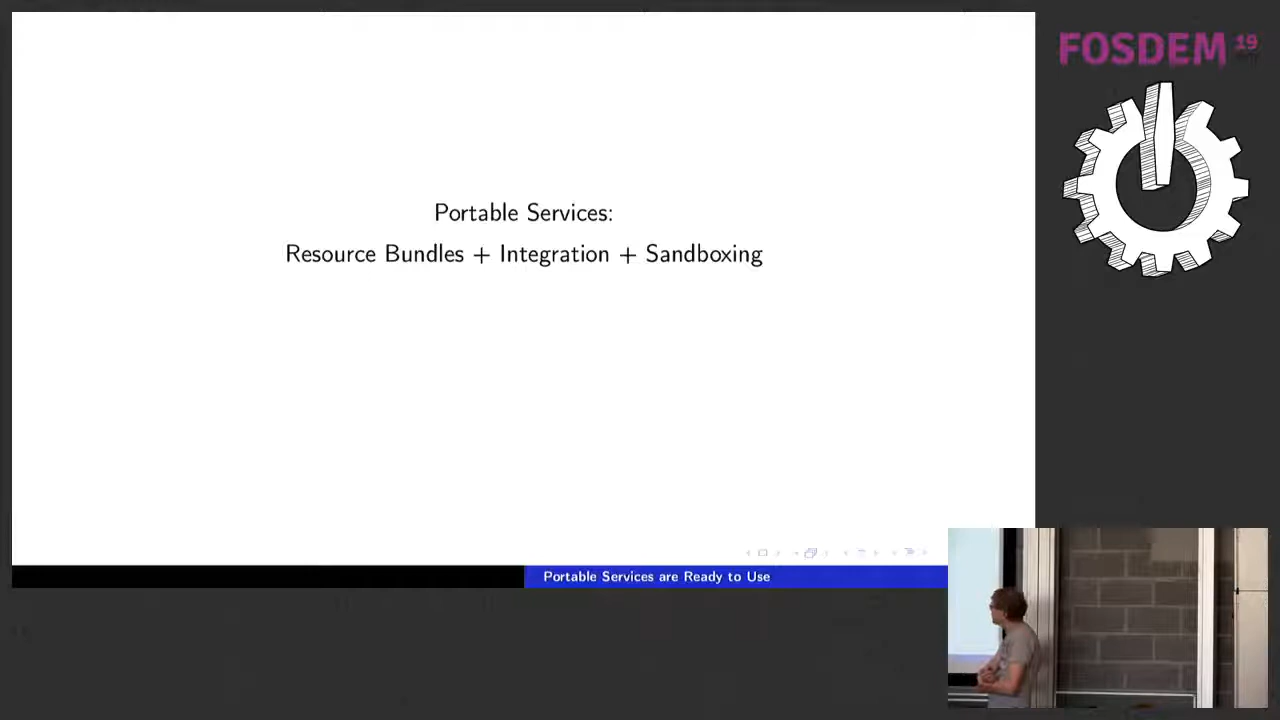 FOSDEM 19
Portable Services:
Resource Bundles + Integration + Sandboxing
Portable Services are Ready to Use